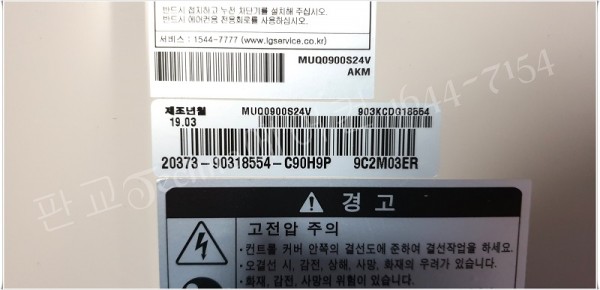 반드시 접지하고 누전 차단기를 설치해 주십시오.
반드시 에어컨용 전용회로를 사용하십시오.
서비스 : 1544-7777 (www.lgservice.co.kr)
MUQ0900S24V
AKM
제조년월
19.03
MUQ0900S24V
903KCDG18554
20373-90318554-C90H9P
9C2M03ER
경 고
고전압 주의
• 컨트롤 커버 안쪽의 결선도에 준하여 결선작업을 하세요.
• 오결선 시, 감전, 상해, 사망, 화재의 우려가 있습니다.
• 화재, 감전, 사망의 위험이 있습니다.
판교
1644-7154